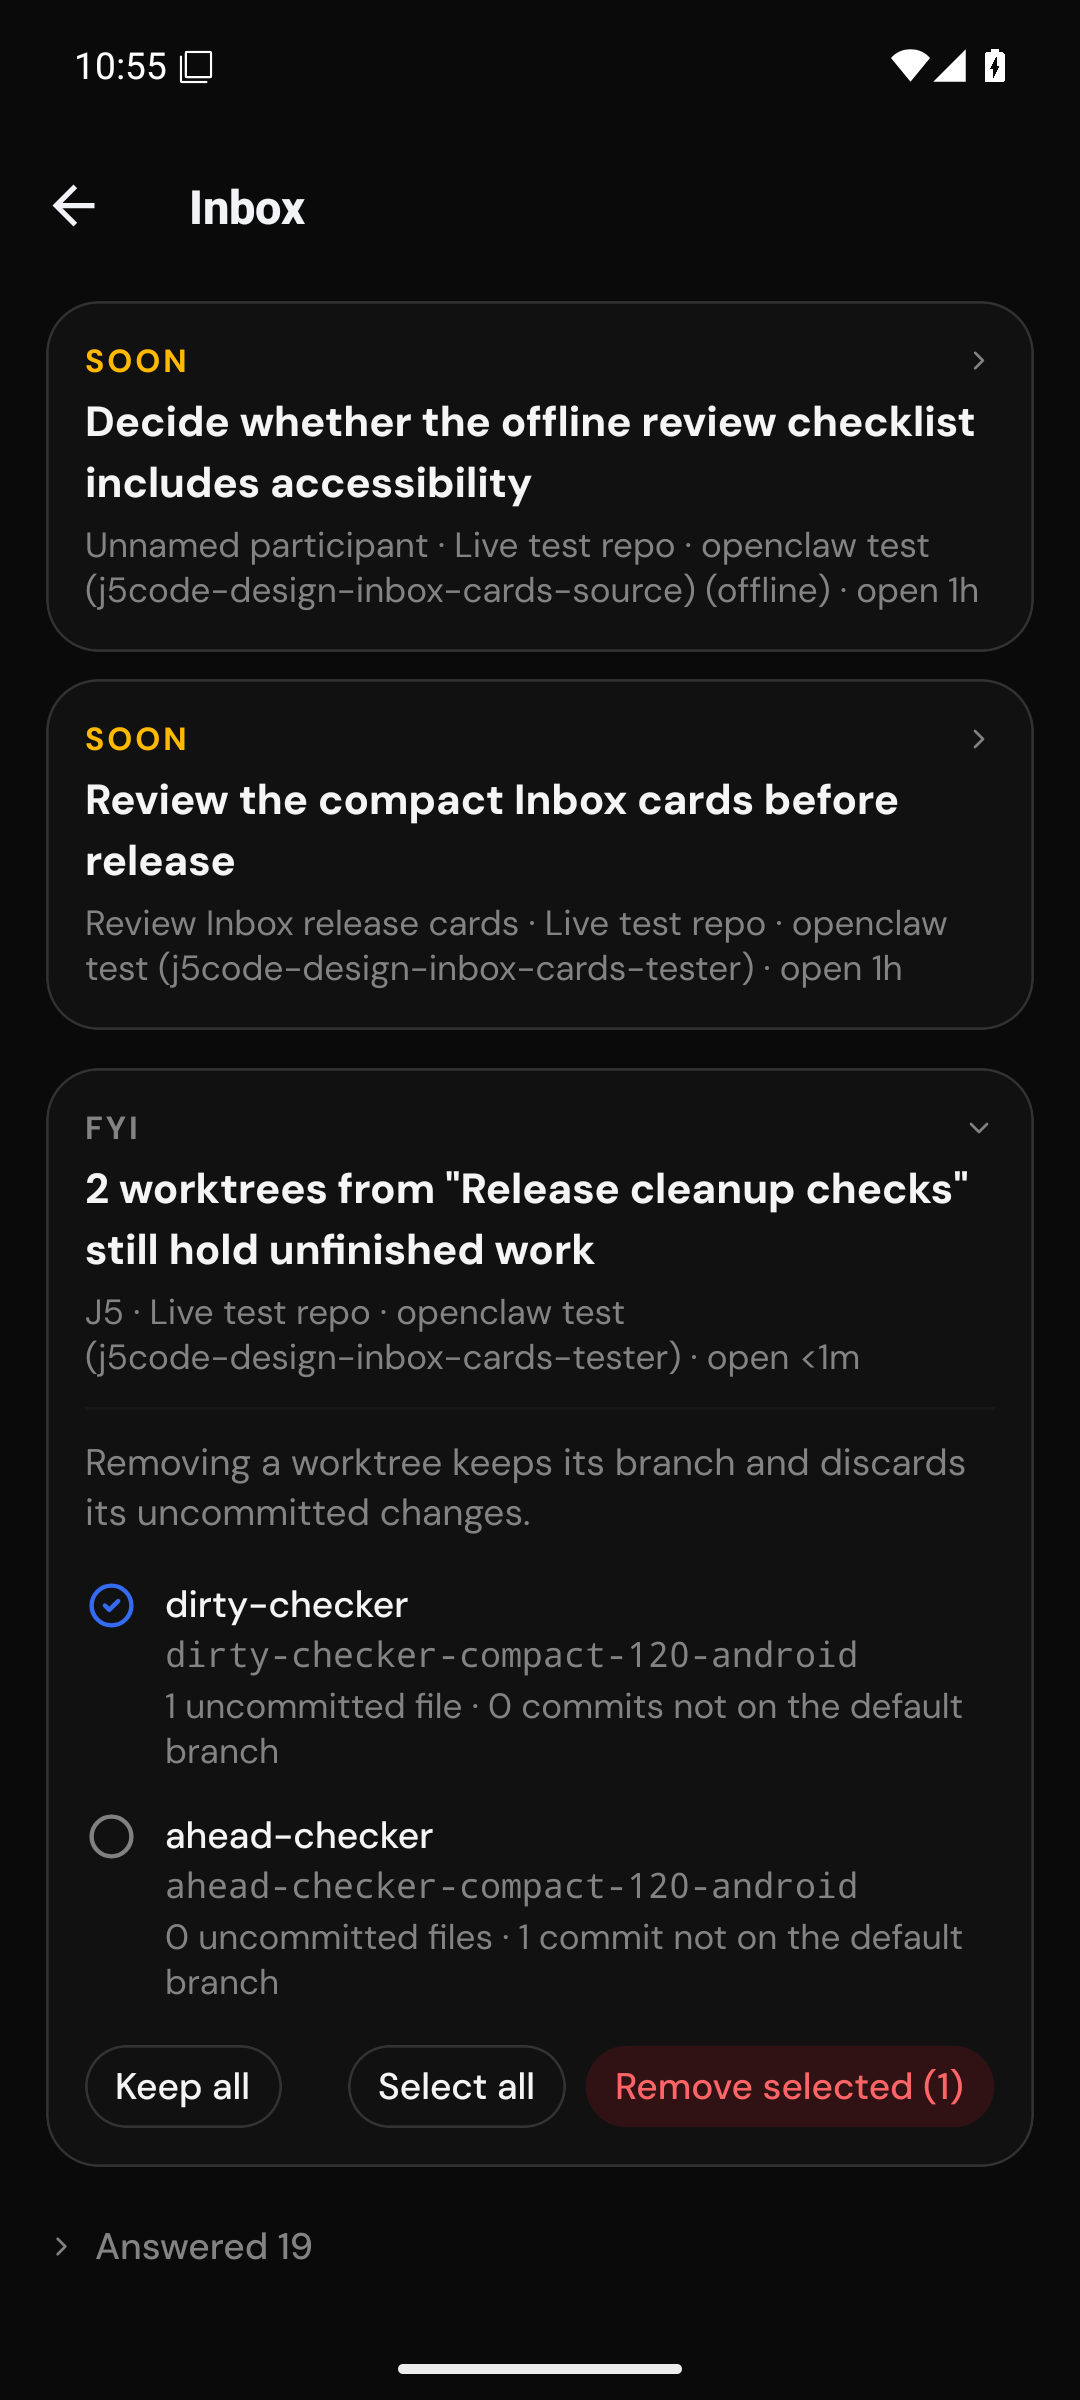 10:55
Inbox
SOON
Decide whether the offline review checklist
includes accessibility
Unnamed participant · Live test repo · openclaw test
(j5code-design-inbox-cards-source) (offline) · open 1h
SOON
Review the compact Inbox cards before
release
Review Inbox release cards · Live test repo · openclaw
test (j5code-design-inbox-cards-tester) · open 1h
FYI
2 worktrees from "Release cleanup checks"
still hold unfinished work
J5 · Live test repo · openclaw test
(j5code-design-inbox-cards-tester) · open <1m
Removing a worktree keeps its branch and discards
its uncommitted changes.
dirty-checker
dirty-checker-compact-120-android
1 uncommitted file · 0 commits not on the default
branch
ahead-checker
ahead-checker-compact-120-android
0 uncommitted files · 1 commit not on the default
branch
Keep all
Select all
Remove selected (1)
Answered 19